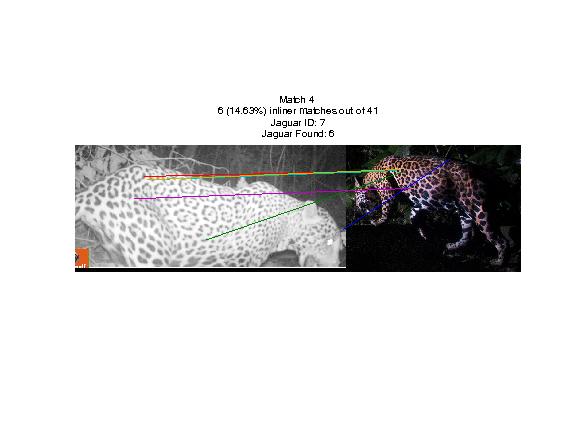 Match 4
6 (14.63%) inliner matches out of 41
Jaguar ID: 7
Jaguar Found: 6